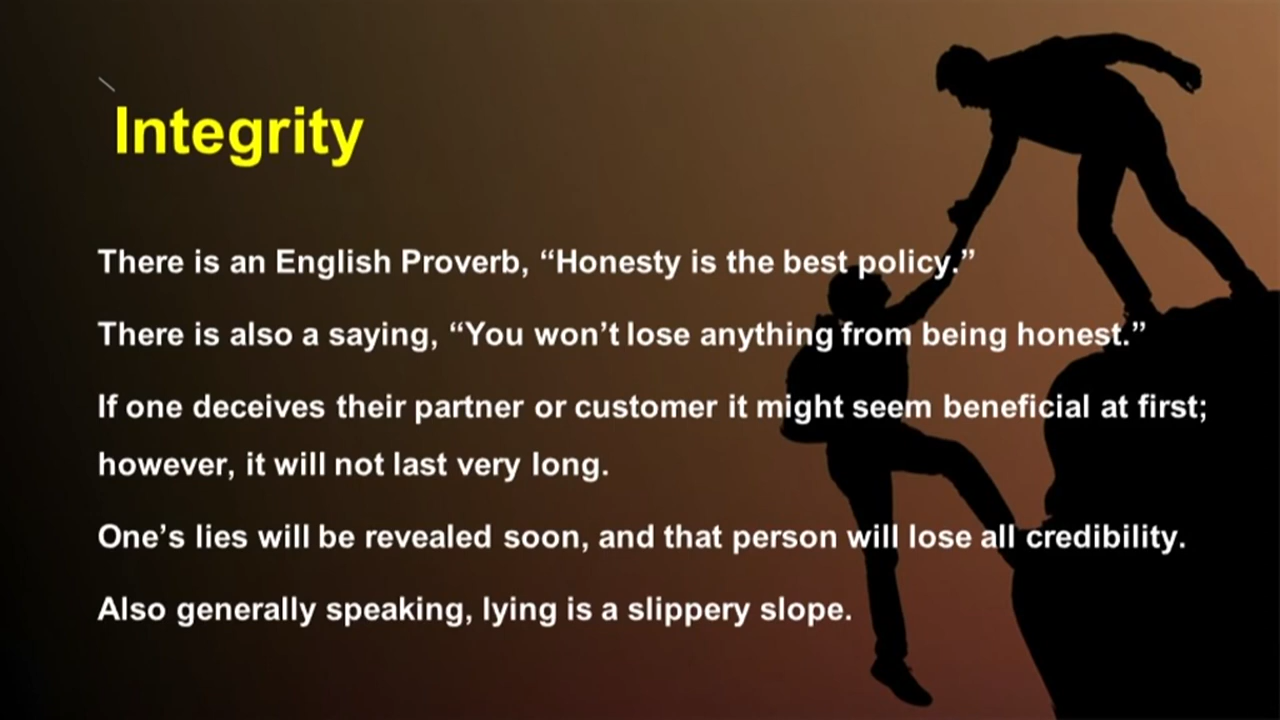 Integrity
There is an English Proverb, “Honesty is the best policy.”
There is also a saying, “You won’t lose anything from being honest.”
If one deceives their partner or customer it might seem beneficial at first;
however, it will not last very long.
One’s lies will be revealed soon, and that person will lose all credibility.
Also generally speaking, lying is a slippery slope.